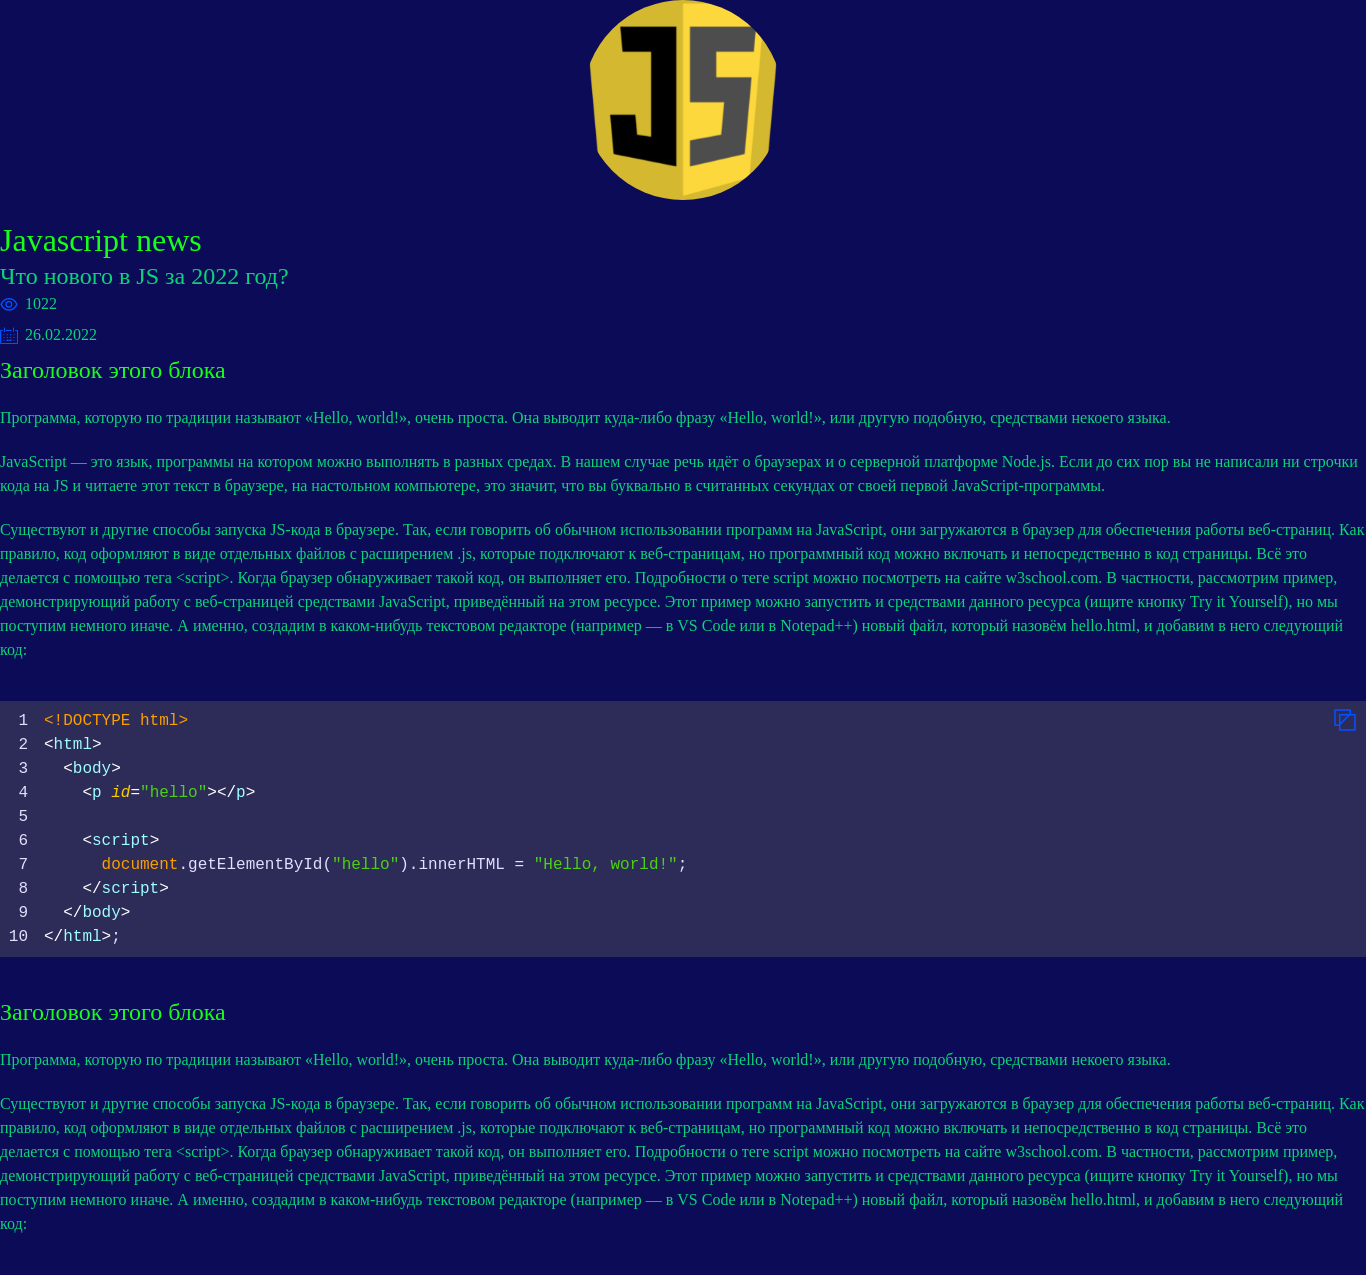 JS
Javascript news
Что нового в JS за 2022 год?
1022
26.02.2022
Заголовок этого блока
Программа, которую по традиции называют «Hello, world!», очень проста. Она выводит куда-либо фразу «Hello, world!», или другую подобную, средствами некоего языка.
JavaScript — это язык, программы на котором можно выполнять в разных средах. В нашем случае речь идёт о браузерах и о серверной платформе Node.js. Если до сих пор вы не написали ни строчки
кода на JS и читаете этот текст в браузере, на настольном компьютере, это значит, что вы буквально в считанных секундах от своей первой JavaScript-программы.
Существуют и другие способы запуска JS-кода в браузере. Так, если говорить об обычном использовании программ на JavaScript, они загружаются в браузер для обеспечения работы веб-страниц. Как
правило, код оформляют в виде отдельных файлов с расширением .js, которые подключают к веб-страницам, но программный код можно включать и непосредственно в код страницы. Всё это
делается с помощью тега <script>. Когда браузер обнаруживает такой код, он выполняет его. Подробности о теге script можно посмотреть на сайте w3school.com. В частности, рассмотрим пример,
демонстрирующий работу с веб-страницей средствами JavaScript, приведённый на этом ресурсе. Этот пример можно запустить и средствами данного ресурса (ищите кнопку Try it Yourself), но мы
поступим немного иначе. А именно, создадим в каком-нибудь текстовом редакторе (например — в VS Code или в Notepad++) новый файл, который назовём hello.html, и добавим в него следующий
код:
1 <!DOCTYPE html>
2 <html>
3   <body>
4     <p id="hello"></p>
5
6     <script>
7       document.getElementById("hello").innerHTML = "Hello, world!";
8     </script>
9   </body>
10 </html>;
Заголовок этого блока
Программа, которую по традиции называют «Hello, world!», очень проста. Она выводит куда-либо фразу «Hello, world!», или другую подобную, средствами некоего языка.
Существуют и другие способы запуска JS-кода в браузере. Так, если говорить об обычном использовании программ на JavaScript, они загружаются в браузер для обеспечения работы веб-страниц. Как
правило, код оформляют в виде отдельных файлов с расширением .js, которые подключают к веб-страницам, но программный код можно включать и непосредственно в код страницы. Всё это
делается с помощью тега <script>. Когда браузер обнаруживает такой код, он выполняет его. Подробности о теге script можно посмотреть на сайте w3school.com. В частности, рассмотрим пример,
демонстрирующий работу с веб-страницей средствами JavaScript, приведённый на этом ресурсе. Этот пример можно запустить и средствами данного ресурса (ищите кнопку Try it Yourself), но мы
поступим немного иначе. А именно, создадим в каком-нибудь текстовом редакторе (например — в VS Code или в Notepad++) новый файл, который назовём hello.html, и добавим в него следующий
код: